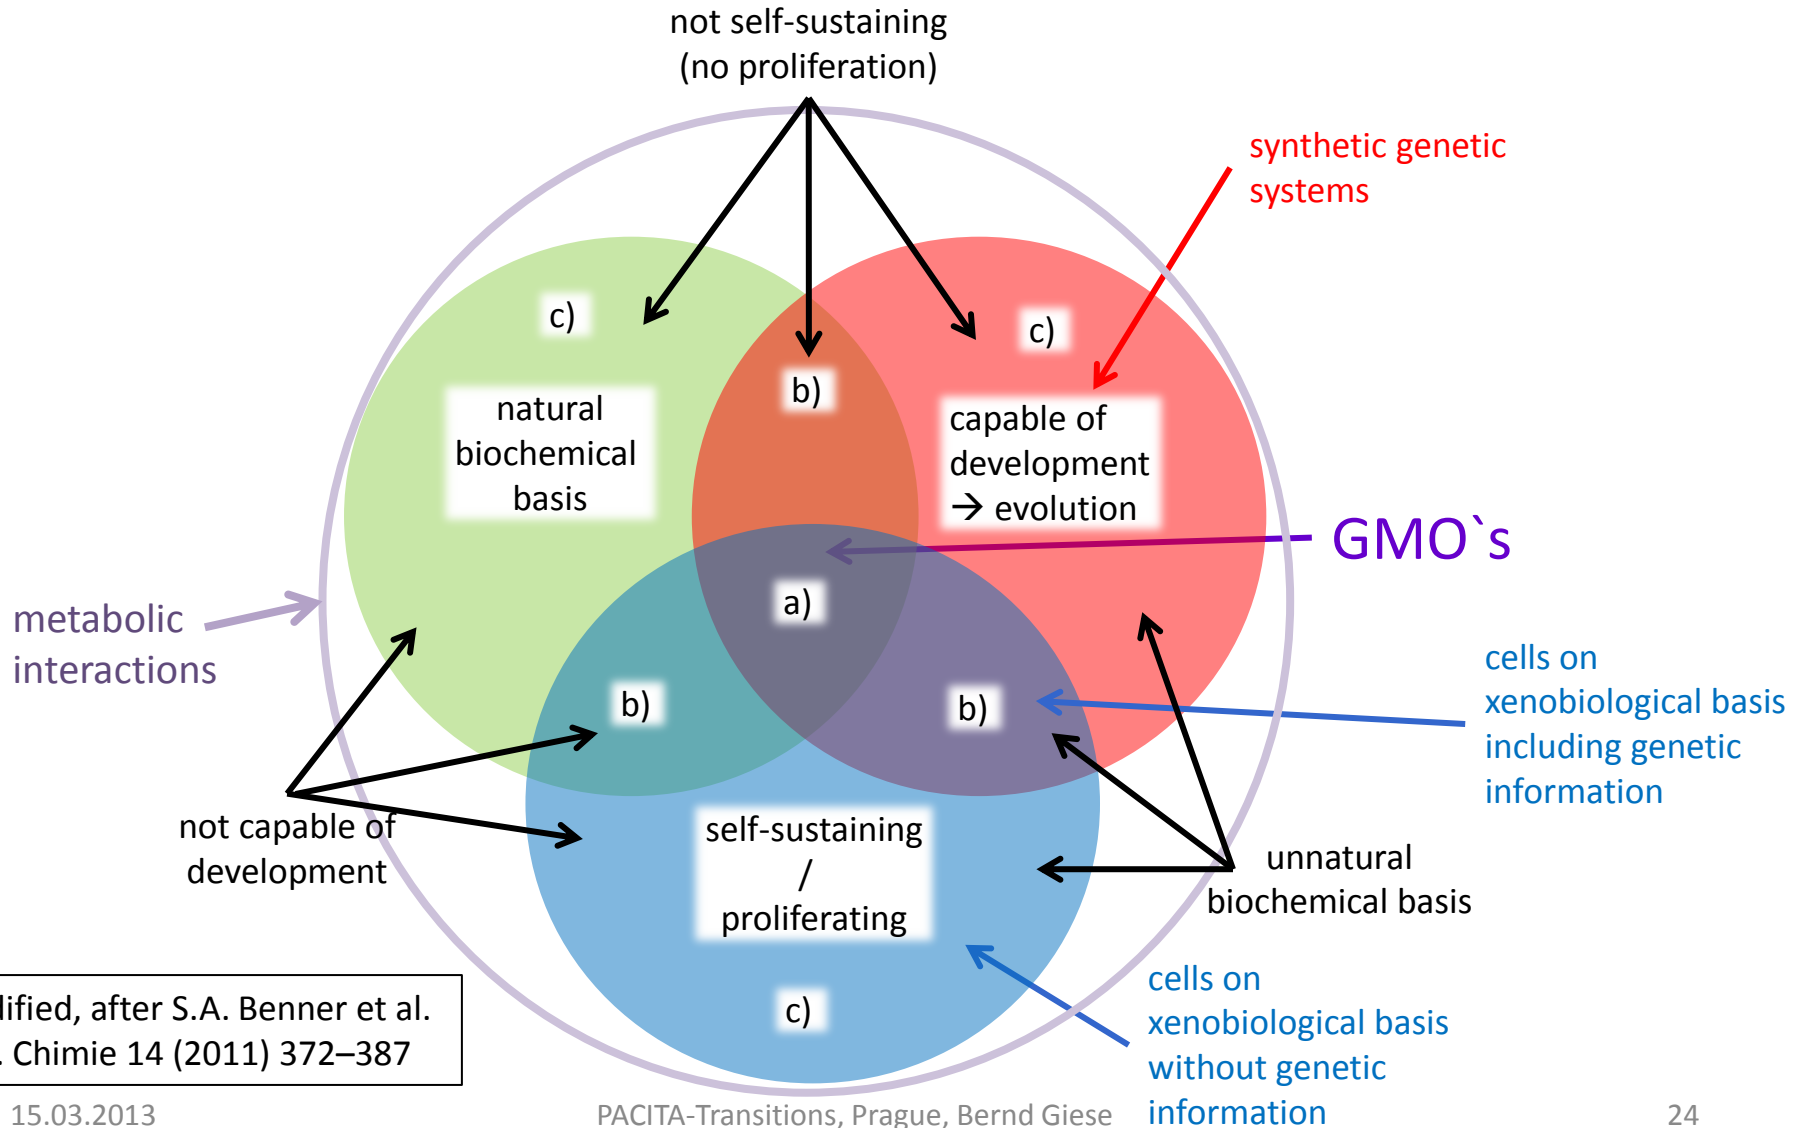 not self-sustaining
(no proliferation)
synthetic genetic
systems
c)
c)
b)
natural
biochemical
basis
capable of
development
→ evolution
GMO`s
a)
metabolic
interactions
b)
b)
cells on
xenobiological basis
including genetic
information
not capable of
development
self-sustaining
/
proliferating
unnatural
biochemical basis
c)
cells on
xenobiological basis
without genetic
information
dified, after S.A. Benner et al.
. Chimie 14 (2011) 372–387
15.03.2013
PACITA-Transitions, Prague, Bernd Giese
24